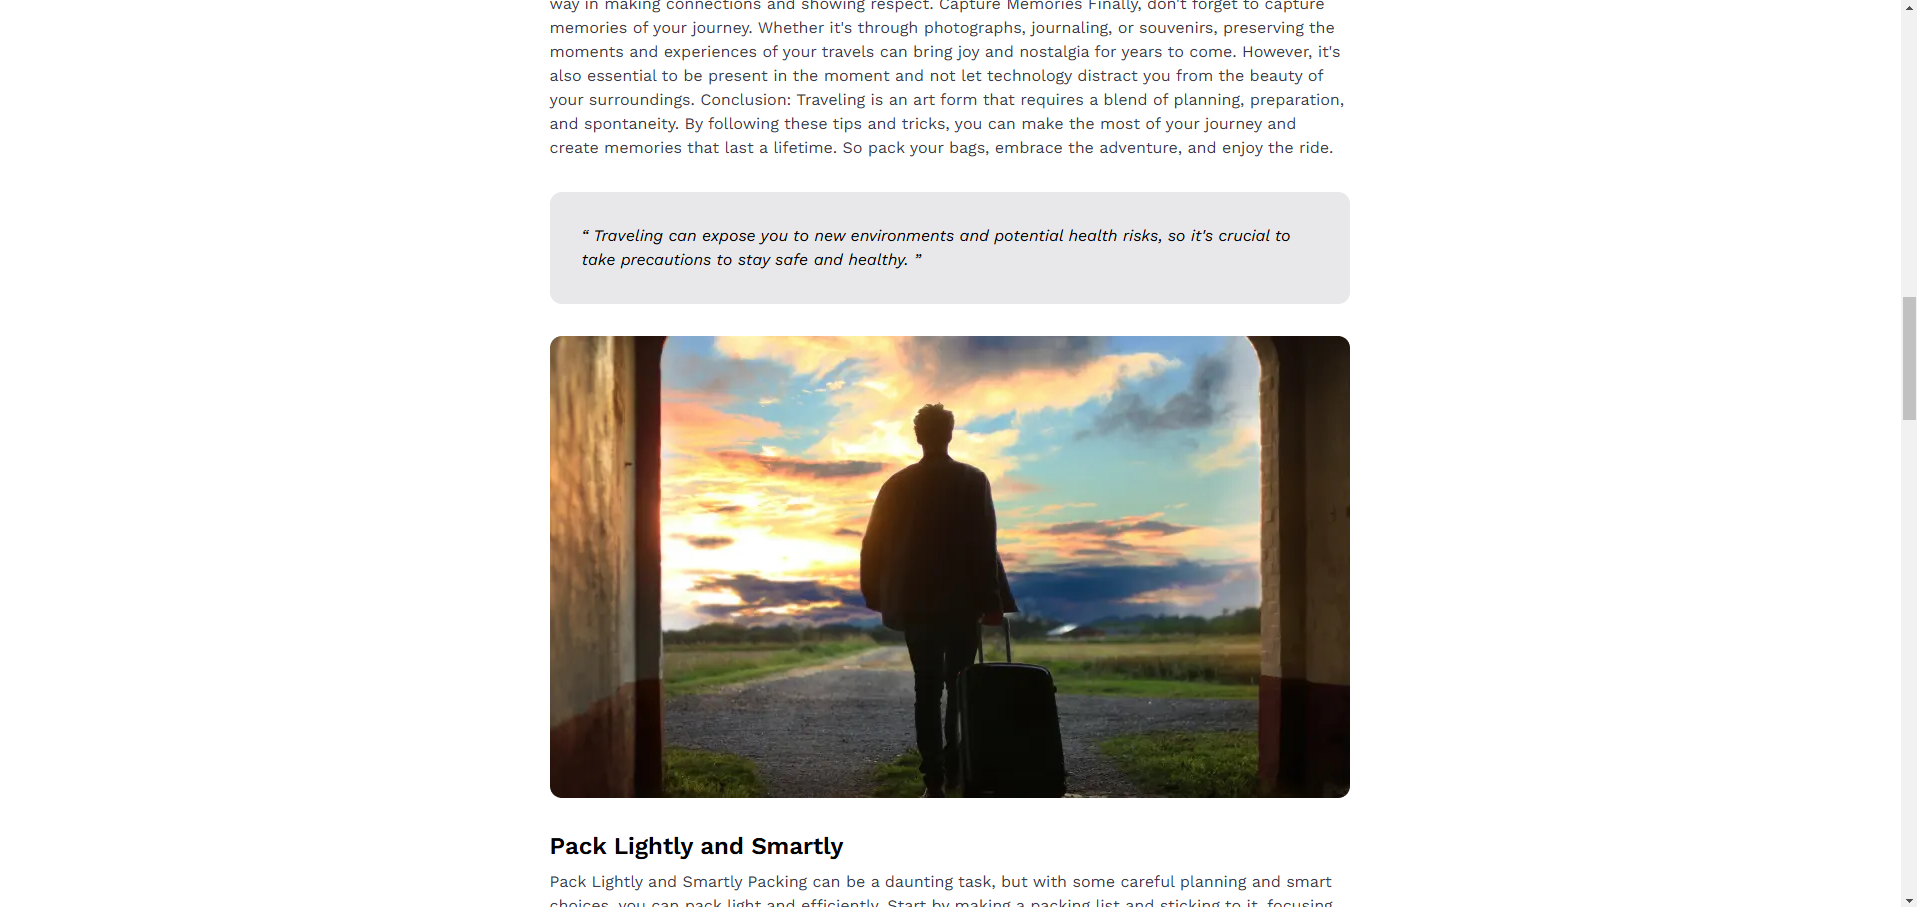 way in making connections and showing respect. Capture Memories Finally, don't forget to capture
memories of your journey. Whether it's through photographs, journaling, or souvenirs, preserving the
moments and experiences of your travels can bring joy and nostalgia for years to come. However, it's
also essential to be present in the moment and not let technology distract you from the beauty of
your surroundings. Conclusion: Traveling is an art form that requires a blend of planning, preparation,
and spontaneity. By following these tips and tricks, you can make the most of your journey and
create memories that last a lifetime. So pack your bags, embrace the adventure, and enjoy the ride.
“ Traveling can expose you to new environments and potential health risks, so it's crucial to
take precautions to stay safe and healthy. ”
Pack Lightly and Smartly
Pack Lightly and Smartly Packing can be a daunting task, but with some careful planning and smart
choices, you can pack light and efficiently. Start by making a packing list and sticking to it, focusing